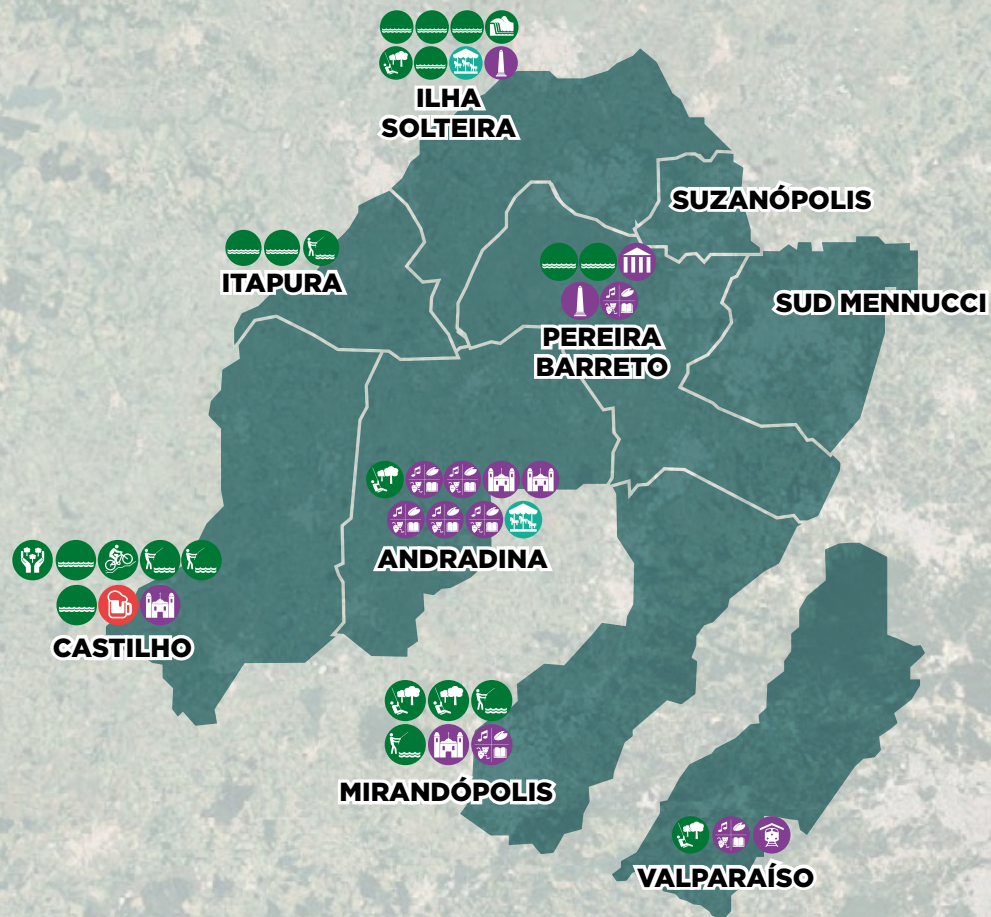 ILHA
SOLTEIRA
SUZANÓPOLIS
ITAPURA
SUD MENNUCCI
PEREIRA
BARRETO
ANDRADINA
CASTILHO
MIRANDÓPOLIS
VALPARAÍSO